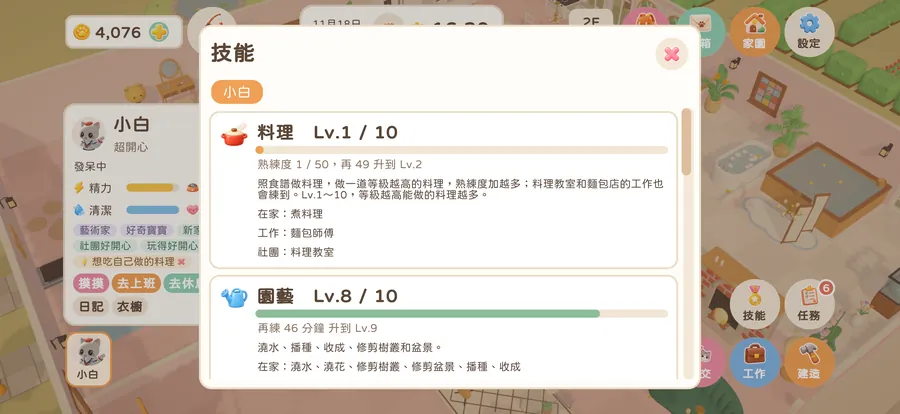 4,076
11月18日
2F
家園
設定
技能
小白
小白
超開心
發呆中
精力
清潔
藝術家 好奇寶寶
社團好開心 玩得好開心
想吃自己做的料理
摸摸 去上班
日記 衣櫥
小白
料理 Lv.1 / 10
熟練度 1 / 50，再 49 升到 Lv.2
照食譜做料理，做一道等級越高的料理，熟練度加越多；料理教室和麵包店的工作也
會練到。Lv.1～10，等級越高能做的料理越多。
在家：煮料理
工作：麵包師傅
社團：料理教室
園藝 Lv.8 / 10
再練 46 分鐘 升到 Lv.9
澆水、播種、收成、修剪樹叢和盆景。
在家：澆水、澆花、修剪樹叢、修剪盆景、播種、收成
技能
任務
6
交
工作
建造